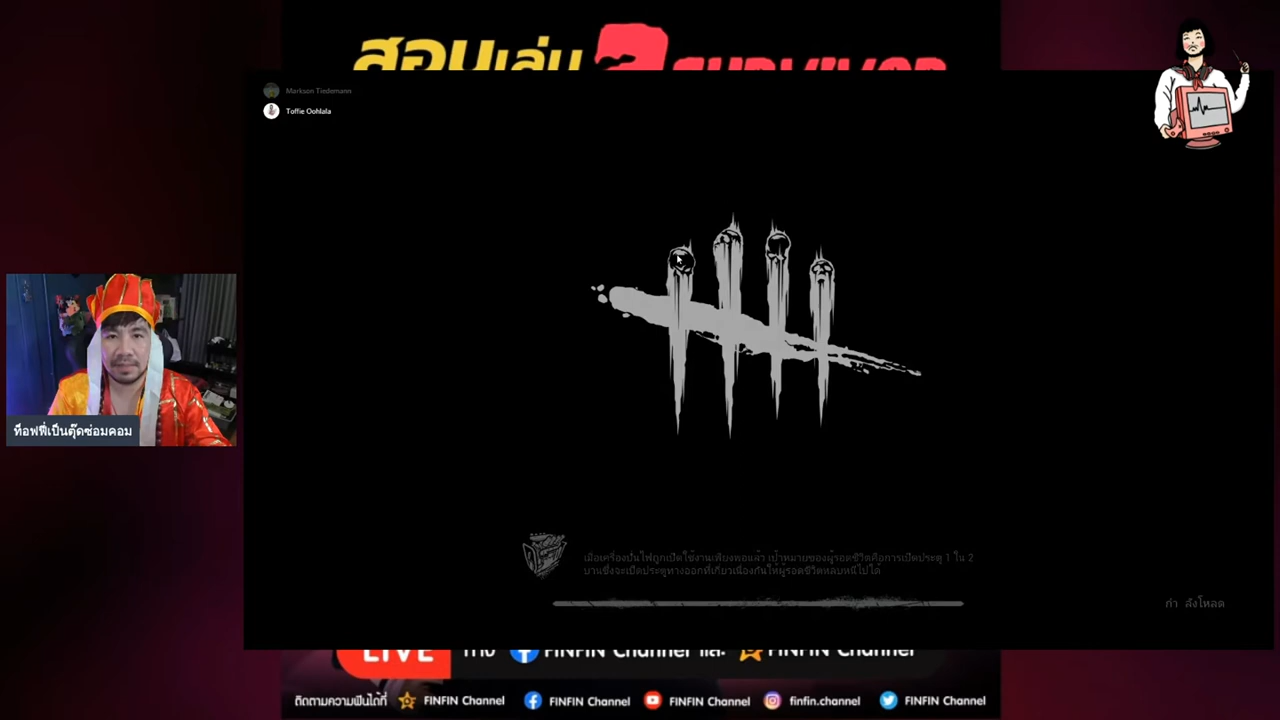 สอนเล่น 
Markson Tiedemann
Toffie Oohlala
ท็อฟฟี่เป็นตุ๊ดซ่อมคอม
เมื่อเครื่องปั่นไฟถูกเปิดใช้งานเพียงพอแล้ว เป้าหมายของผู้รอดชีวิตคือการเปิดประตู 1 ใน 2
บานซึ่งจะเปิดประตูทางออกที่เกี่ยวเนื่องกันให้ผู้รอดชีวิตหลบหนีไปได้
กำ ลังโหลด
LIVE ทาง FINFIN Channel และ FINFIN Channel
ติดตามความฟินได้ที่ FINFIN Channel FINFIN Channel FINFIN Channel finfin.channel FINFIN Channel